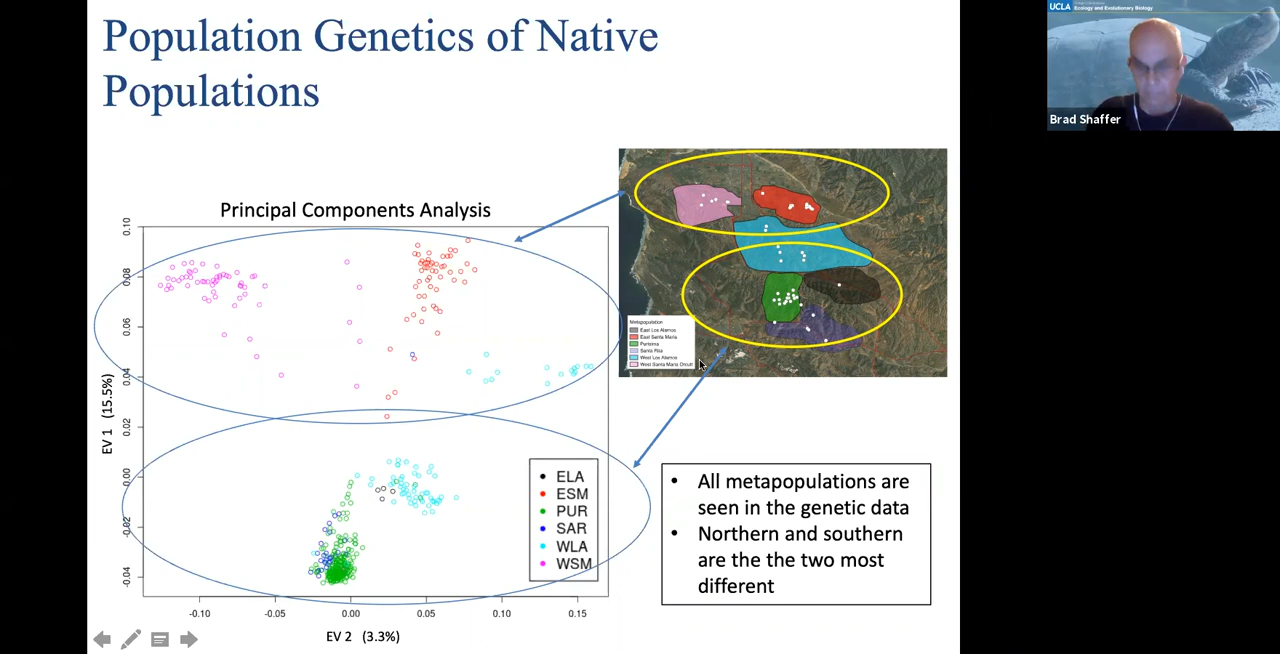 Population Genetics of Native
Populations
Principal Components Analysis
EV 1 (15.5%)
0.10
0.08
0.06
0.04
0.02
0.00
-0.02
-0.04
-0.10
-0.05
0.00
0.05
0.10
0.15
EV 2 (3.3%)
ELA
ESM
PUR
SAR
WLA
WSM
Metapopulation
East Los Alamos
East Santa Maria
Purisima
Santa Rita
West Los Alamos
West Santa Maria Orcutt
• All metapopulations are
seen in the genetic data
• Northern and southern
are the the two most
different
UCLA
Ecology and Evolutionary Biology
Brad Shaffer